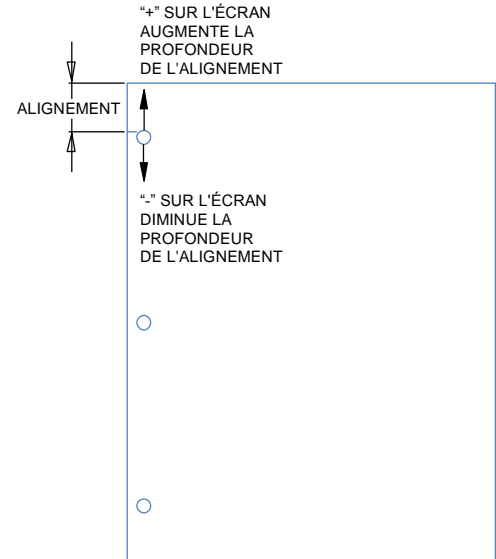 “+” SUR L'ÉCRAN
AUGMENTE LA
PROFONDEUR
DE L'ALIGNEMENT
ALIGNEMENT
“-” SUR L'ÉCRAN
DIMINUE LA
PROFONDEUR
DE L'ALIGNEMENT